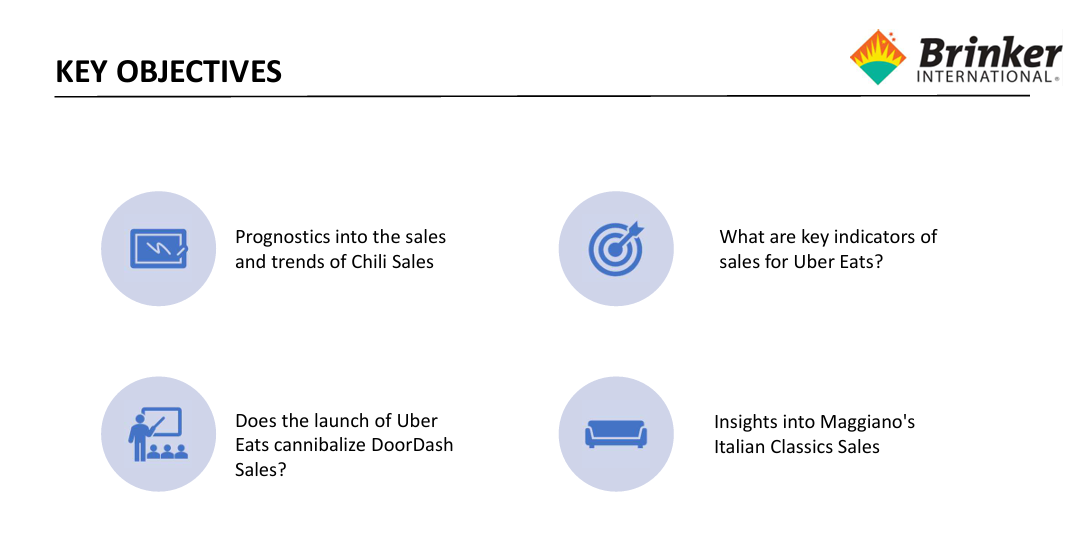 KEY OBJECTIVES
Brinker
INTERNATIONAL®
Prognostics into the sales
and trends of Chili Sales
What are key indicators of
sales for Uber Eats?
Does the launch of Uber
Eats cannibalize DoorDash
Sales?
Insights into Maggiano's
Italian Classics Sales